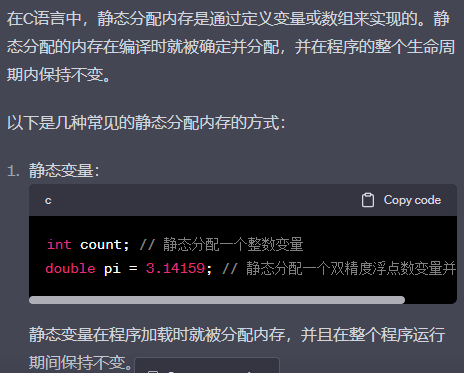 在C语言中，静态分配内存是通过定义变量或数组来实现的。静
态分配的内存在编译时就被确定并分配，并在程序的整个生命周
期内保持不变。
以下是几种常见的静态分配内存的方式：
1. 静态变量：
c Copy code
int count; // 静态分配一个整数变量
double pi = 3.14159; // 静态分配一个双精度浮点数变量并
静态变量在程序加载时就被分配内存，并且在整个程序运行
期间保持不变。